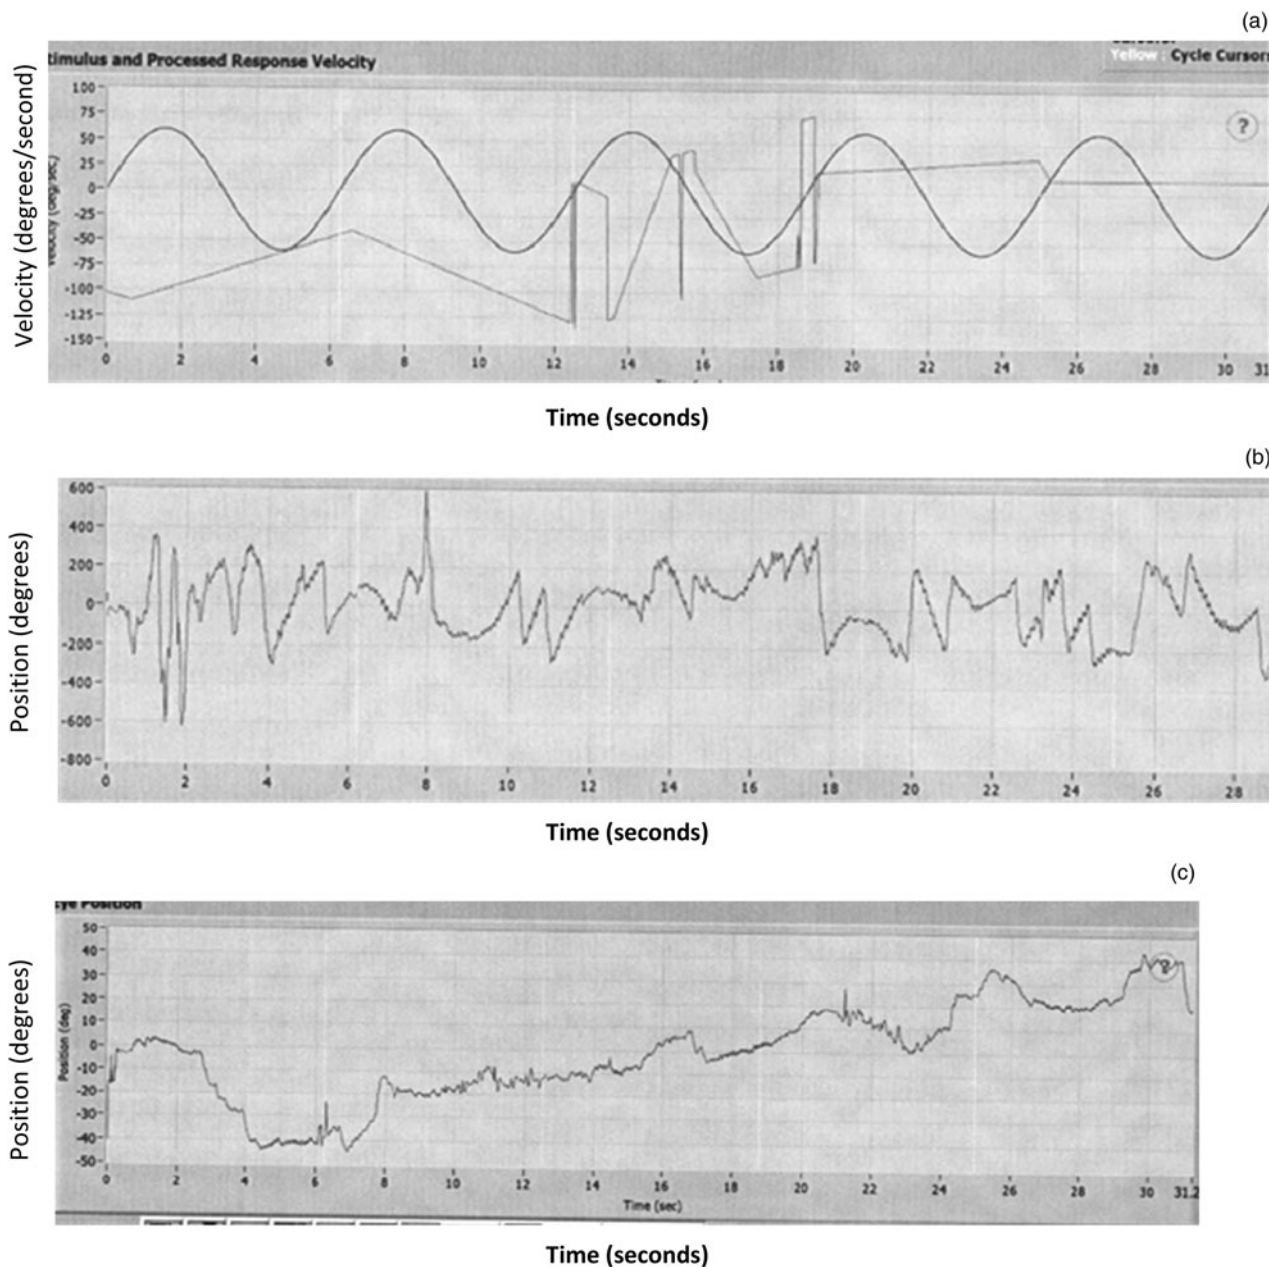 (a)
timulus and Processed Response Velocity
Yellow : Cycle Cursors
Velocity (degrees/second)
100
75
50
25
0
-25
-50
-75
-100
-125
-150
?
0 2 4 6 8 10 12 14 16 18 20 22 24 26 28 30 31
Time (seconds)
(b)
Position (degrees)
600
400
200
0
-200
-400
-600
-800
0 2 4 6 8 10 12 14 16 18 20 22 24 26 28
Time (seconds)
(c)
Eye Position
Position (degrees)
Position (deg)
50
40
30
20
10
0
-10
-20
-30
-40
-50
?
0 2 4 6 8 10 12 14 16 18 20 22 24 26 28 30 31.2
Time (sec)
Time (seconds)